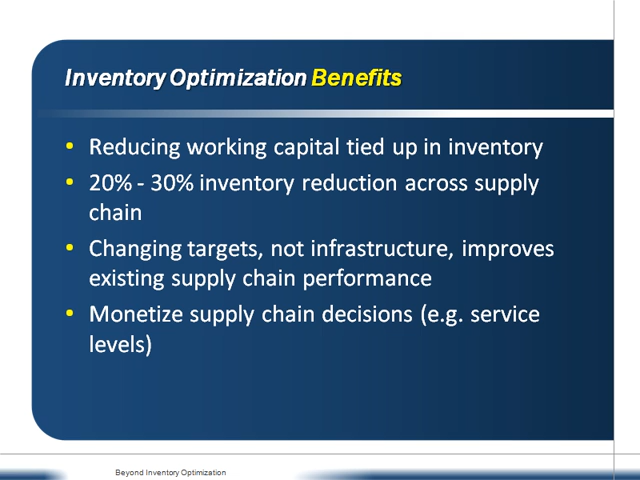 Inventory Optimization Benefits
• Reducing working capital tied up in inventory
• 20% - 30% inventory reduction across supply
chain
• Changing targets, not infrastructure, improves
existing supply chain performance
• Monetize supply chain decisions (e.g. service
levels)
Beyond Inventory Optimization